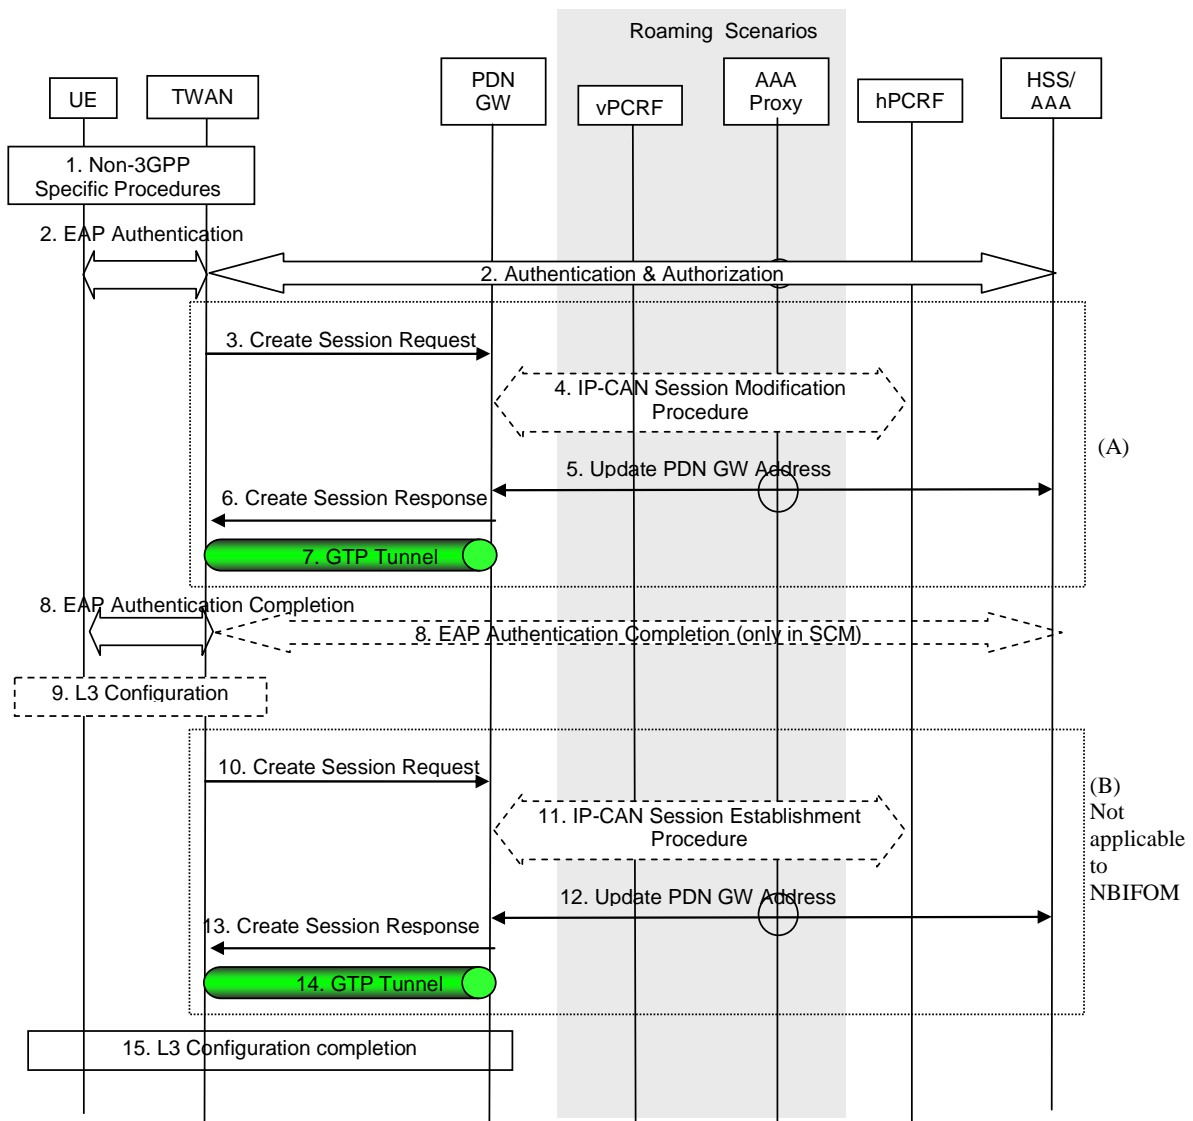 Roaming Scenarios
UE
TWAN
PDN
GW
vPCRF
AAA
Proxy
hPCRF
HSS/
AAA
1. Non-3GPP
Specific Procedures
2. EAP Authentication
2. Authentication & Authorization
3. Create Session Request
4. IP-CAN Session Modification
Procedure
(A)
5. Update PDN GW Address
6. Create Session Response
7. GTP Tunnel
8. EAP Authentication Completion
8. EAP Authentication Completion (only in SCM)
9. L3 Configuration
10. Create Session Request
(B)
Not
applicable
to
NBIFOM
11. IP-CAN Session Establishment
Procedure
12. Update PDN GW Address
13. Create Session Response
14. GTP Tunnel
15. L3 Configuration completion